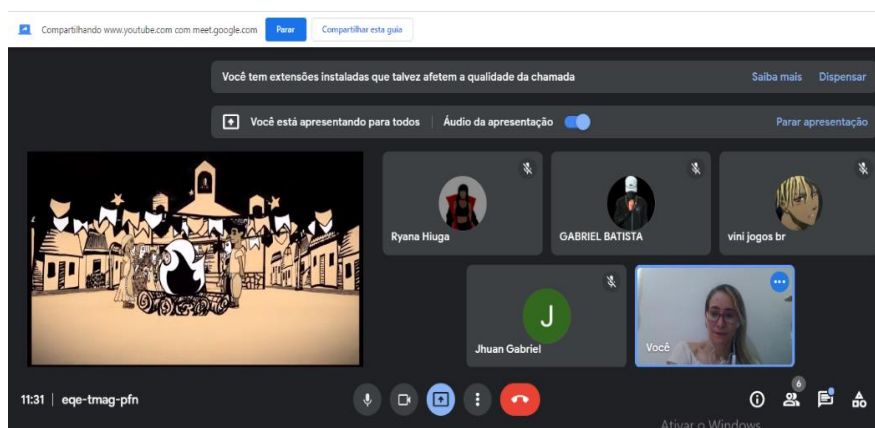 Compartilhando www.youtube.com com meet.google.com Parar Compartilhar esta guia
Você tem extensões instaladas que talvez afetem a qualidade da chamada Saiba mais Dispensar
Você está apresentando para todos Áudio da apresentação Parar apresentação
Ryana Hiuga GABRIEL BATISTA vini jogos br
J
Jhuan Gabriel Você
6
11:31 | eqe-tmag-pfn
Ativar o Windows